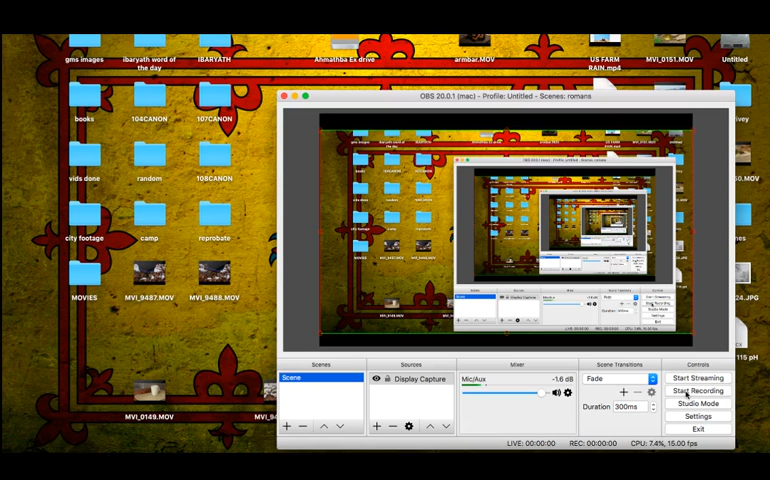 gms images
ibaryath word of
the day
IBARYATH
Ahmathba Ex drive
armbar.MOV
US FARM
RAIN.mp4
MVI_0151.MOV
Untitled
OBS 20.0.1 (mac) - Profile: Untitled - Scenes: romans
books
104CANON
107CANON
vids done
random
108CANON
city footage
camp
reprobate
MOVIES
MVI_9487.MOV
MVI_9488.MOV
24.JPG
115 pH
MVI_0149.MOV
Scenes
Sources
Mixer
Scene Transitions
Controls
Scene
Display Capture
Mic/Aux
-1.6 dB
Fade
Duration
300ms
Start Streaming
Start Recording
Studio Mode
Settings
Exit
LIVE: 00:00:00
REC: 00:00:00
CPU: 7.4%, 15.00 fps